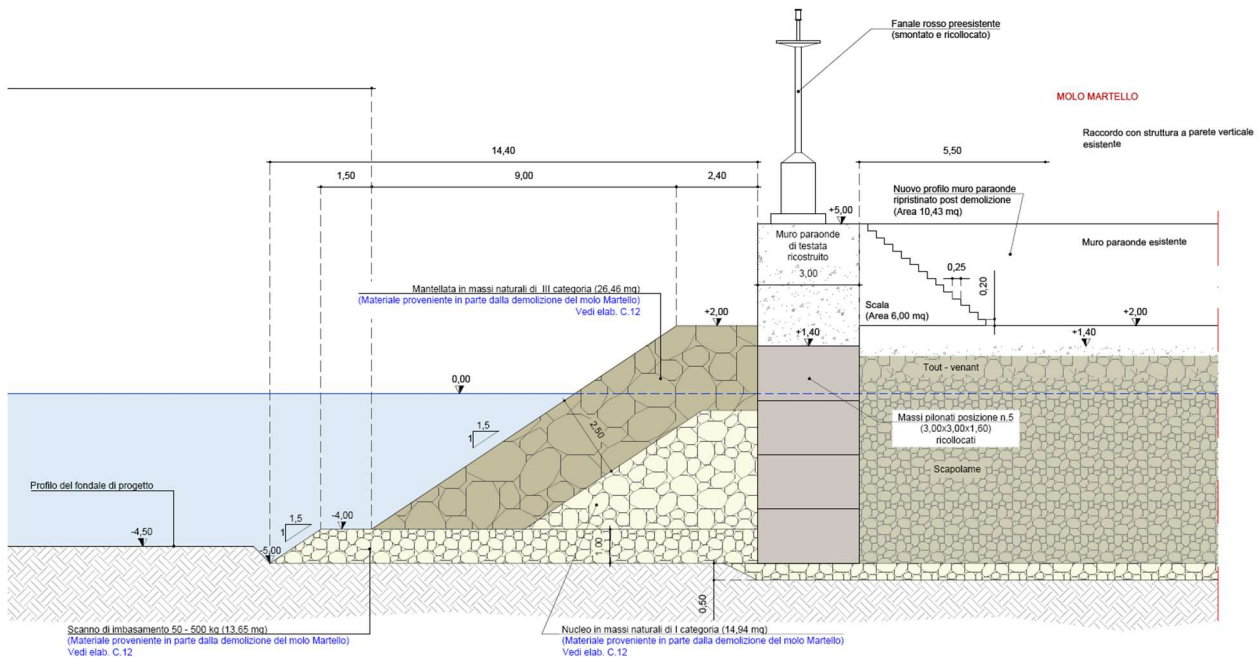 Fanale rosso preesistente
(smontato e ricollocato)
MOLO MARTELLO
Raccordo con struttura a parete verticale
esistente
14,40
5,50
1,50
9,00
2,40
Nuovo profilo muro paraonde
ripristinato post demolizione
(Area 10,43 mq)
+5,00
Muro paraonde
di testata
ricostruito
3,00
Muro paraonde esistente
0,25
0,20
Mantellata in massi naturali di III categoria (26,46 mq)
(Materiale proveniente in parte dalla demolizione del molo Martello)
Vedi elab. C.12
Scala
(Area 6,00 mq)
+2,00
+2,00
+1,40
+1,40
Tout - venant
0,00
Massi pilonati posizione n.5
(3,00x3,00x1,60)
ricollocati
2,50
1,5
1
Scapolame
Profilo del fondale di progetto
1,5
1
-4,00
-4,50
-5,00
1,00
0,50
Scanno di imbasamento 50 - 500 kg (13,65 mq)
(Materiale proveniente in parte dalla demolizione del molo Martello)
Vedi elab. C.12
Nucleo in massi naturali di I categoria (14,94 mq)
(Materiale proveniente in parte dalla demolizione del molo Martello)
Vedi elab. C.12